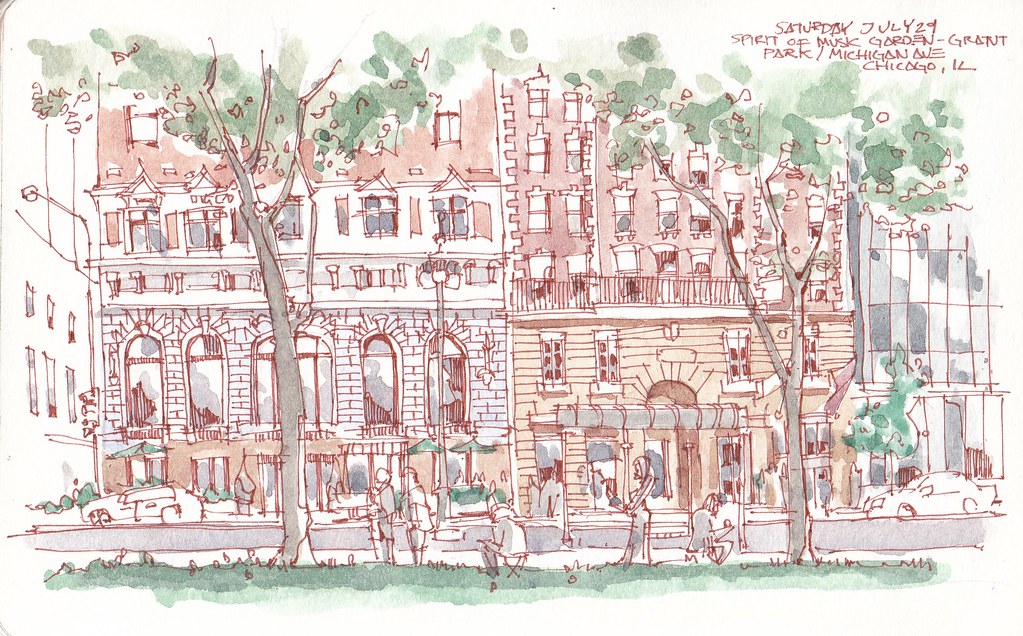 SATURDAY JULY 29
SPIRIT OF MUSIC GARDEN-GRANT
PARK/MICHIGAN AVE
CHICAGO, IL